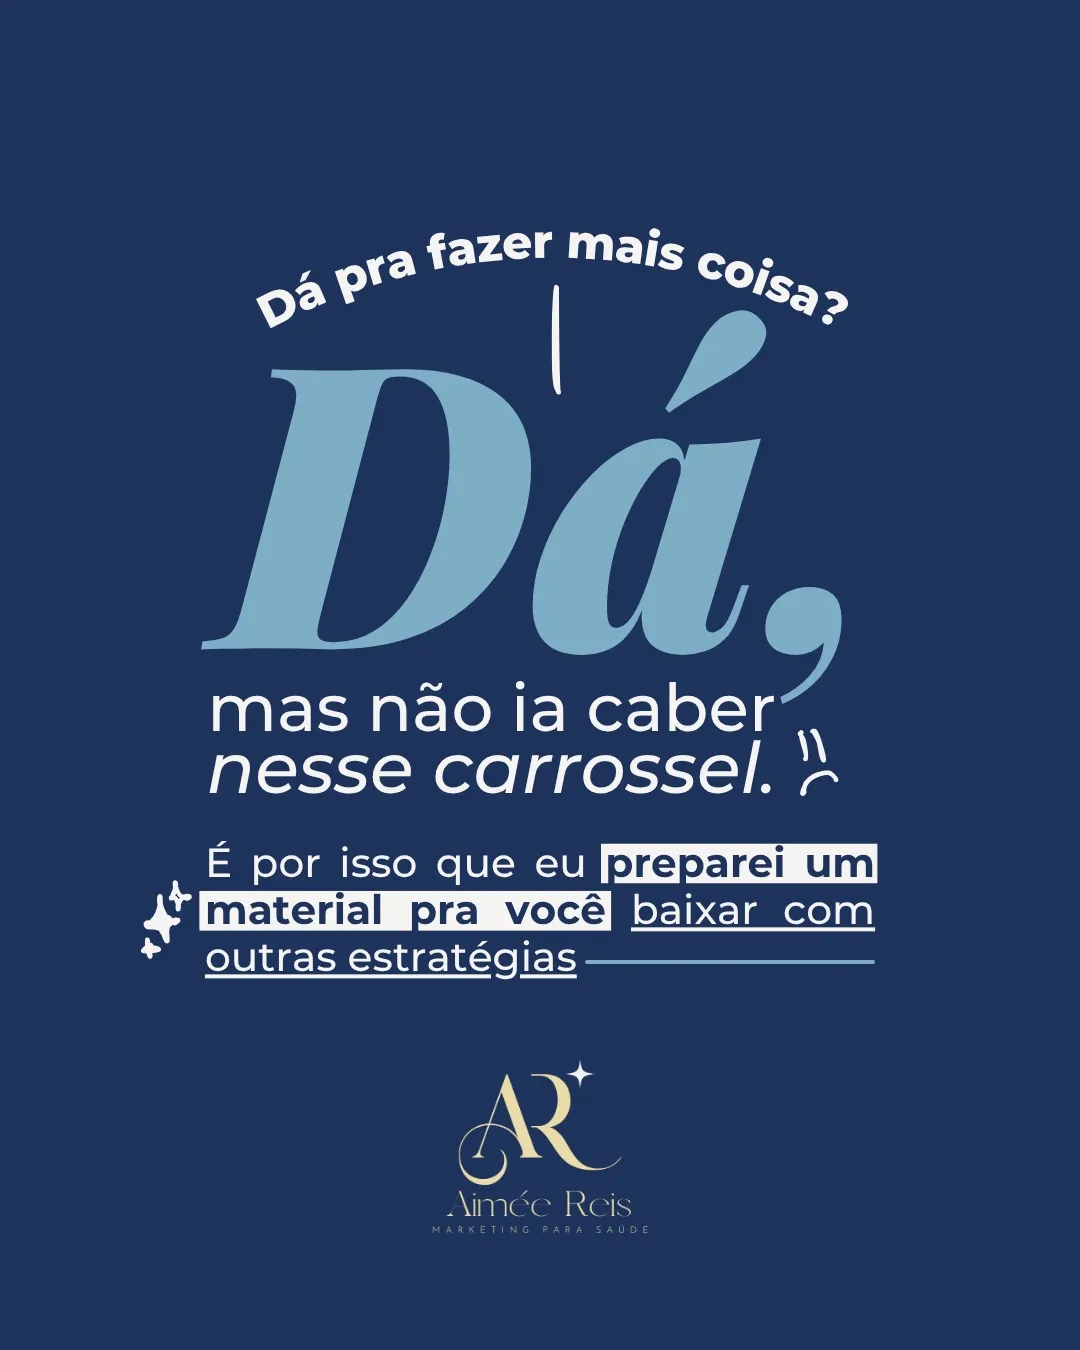 Dá pra fazer mais coisa?
Dá,
mas não ia caber
nesse carrossel.
É por isso que eu preparei um
material pra você baixar com
outras estratégias
AR
Aimée Reis
MARKETING PARA SAÚDE